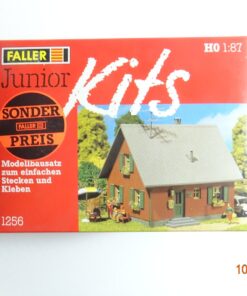 FALLER
H0 1:87
Junior
Kits
SONDER
FALLER
PREIS
Modellbausatz
zum einfachen
Stecken und
Kleben
1256
10